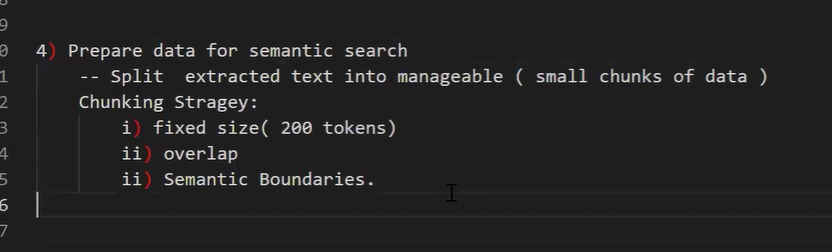 4) Prepare data for semantic search
-- Split  extracted text into manageable ( small chunks of data )
Chunking Stragey:
i) fixed size( 200 tokens)
ii) overlap
ii) Semantic Boundaries.